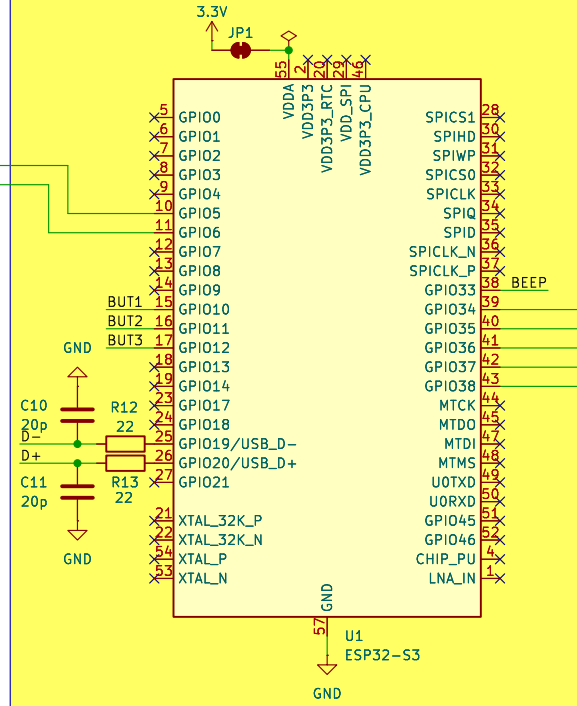 3.3V
JP1
55 2 20 29 46
VDDA VDD3P3 VDD3P3_RTC VDD_SPI VDD3P3_CPU
5 GPIO0 SPICS1 28
6 GPIO1 SPIHD 30
7 GPIO2 SPIWP 31
8 GPIO3 SPICS0 32
9 GPIO4 SPICLK 33
10 GPIO5 SPIQ 34
11 GPIO6 SPID 35
12 GPIO7 SPICLK_N 36
13 GPIO8 SPICLK_P 37
14 GPIO9 GPIO33 38 BEEP
BUT1 15 GPIO10 GPIO34 39
BUT2 16 GPIO11 GPIO35 40
BUT3 17 GPIO12 GPIO36 41
GND
18 GPIO13 GPIO37 42
19 GPIO14 GPIO38 43
C10 R12 23 GPIO17 MTCK 44
20p 22 24 GPIO18 MTDO 45
D- 25 GPIO19/USB_D- MTDI 47
D+ 26 GPIO20/USB_D+ MTMS 48
C11 R13 27 GPIO21 U0TXD 49
20p 22 U0RXD 50
21 XTAL_32K_P GPIO45 51
22 XTAL_32K_N GPIO46 52
GND 54 XTAL_P CHIP_PU 4
53 XTAL_N LNA_IN 1
GND
57
U1
ESP32-S3
GND